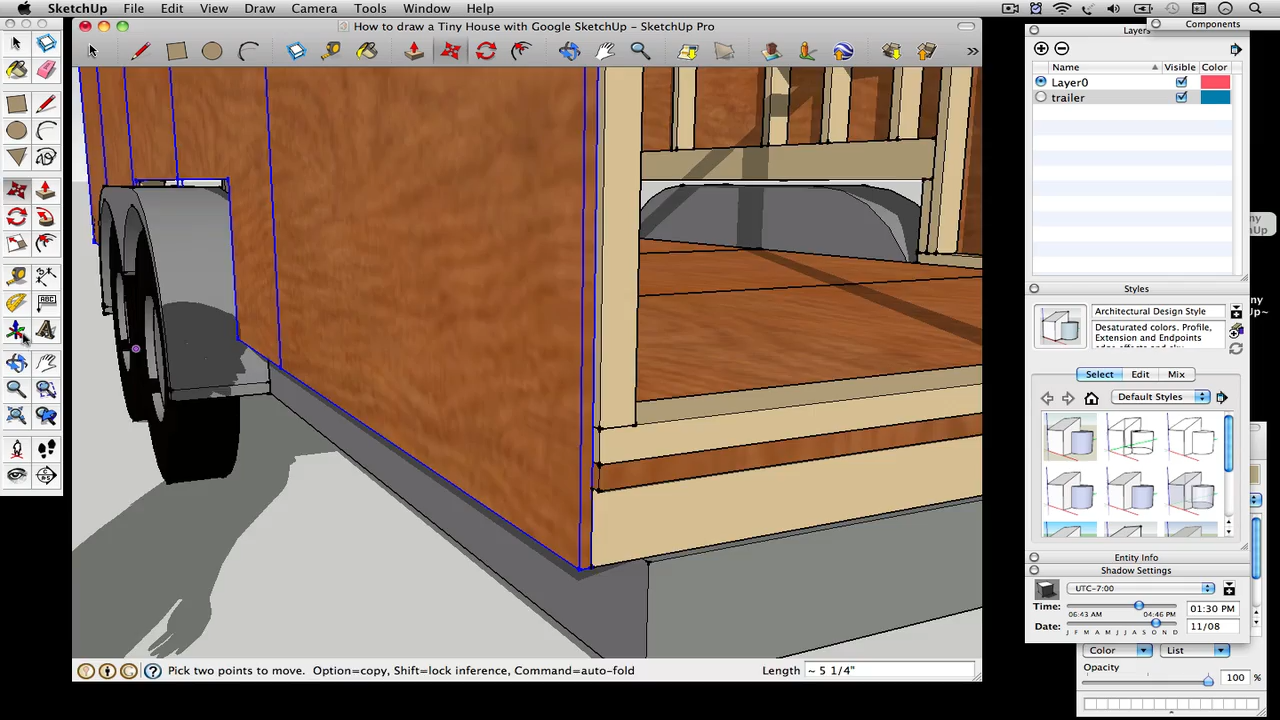 SketchUp File Edit View Draw Camera Tools Window Help
How to draw a Tiny House with Google SketchUp - SketchUp Pro
Components
Layers
Name Visible Color
Layer0
trailer
Styles
Architectural Design Style
Desaturated colors. Profile,
Extension and Endpoints
Select Edit Mix
Default Styles
Entity Info
Shadow Settings
UTC-7:00
Time: 06:43 AM 04:46 PM 01:30 PM
Date: J F M A M J J A S O N D 11/08
Color List
Opacity
100 %
ABC
Pick two points to move. Option=copy, Shift=lock inference, Command=auto-fold
Length ~ 5 1/4"